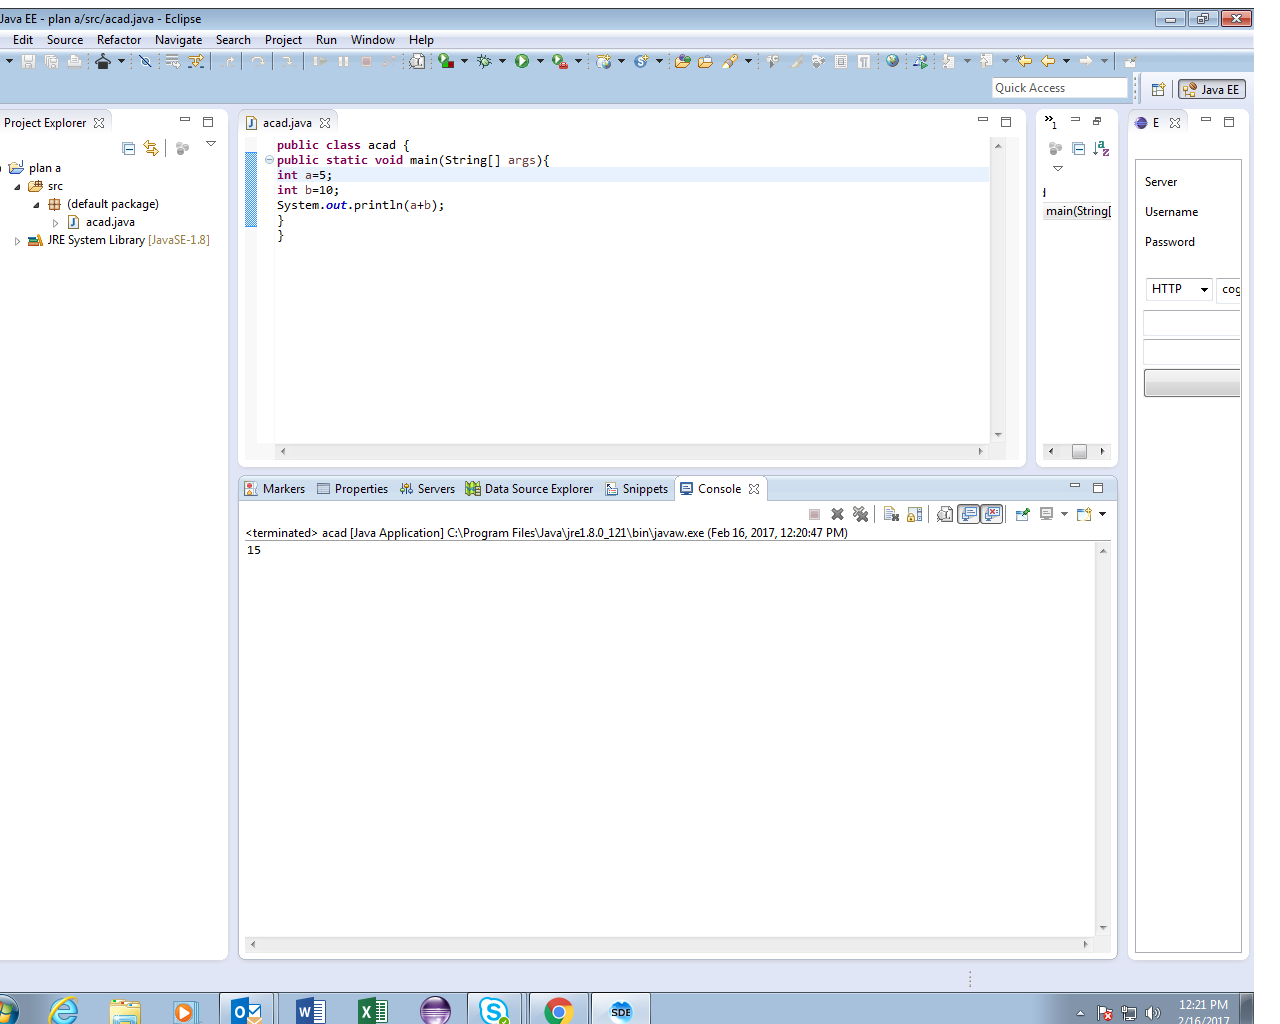 Java EE - plan a/src/acad.java - Eclipse
Edit Source Refactor Navigate Search Project Run Window Help
Quick Access
Java EE
Project Explorer
plan a
src
(default package)
acad.java
JRE System Library [JavaSE-1.8]
acad.java
public class acad {
public static void main(String[] args){
int a=5;
int b=10;
System.out.println(a+b);
}
}
»1
main(String[
E
Server
Username
Password
HTTP
cog
Markers Properties Servers Data Source Explorer Snippets Console
<terminated> acad [Java Application] C:\Program Files\Java\jre1.8.0_121\bin\javaw.exe (Feb 16, 2017, 12:20:47 PM)
15
SDE
12:21 PM
2/16/2017